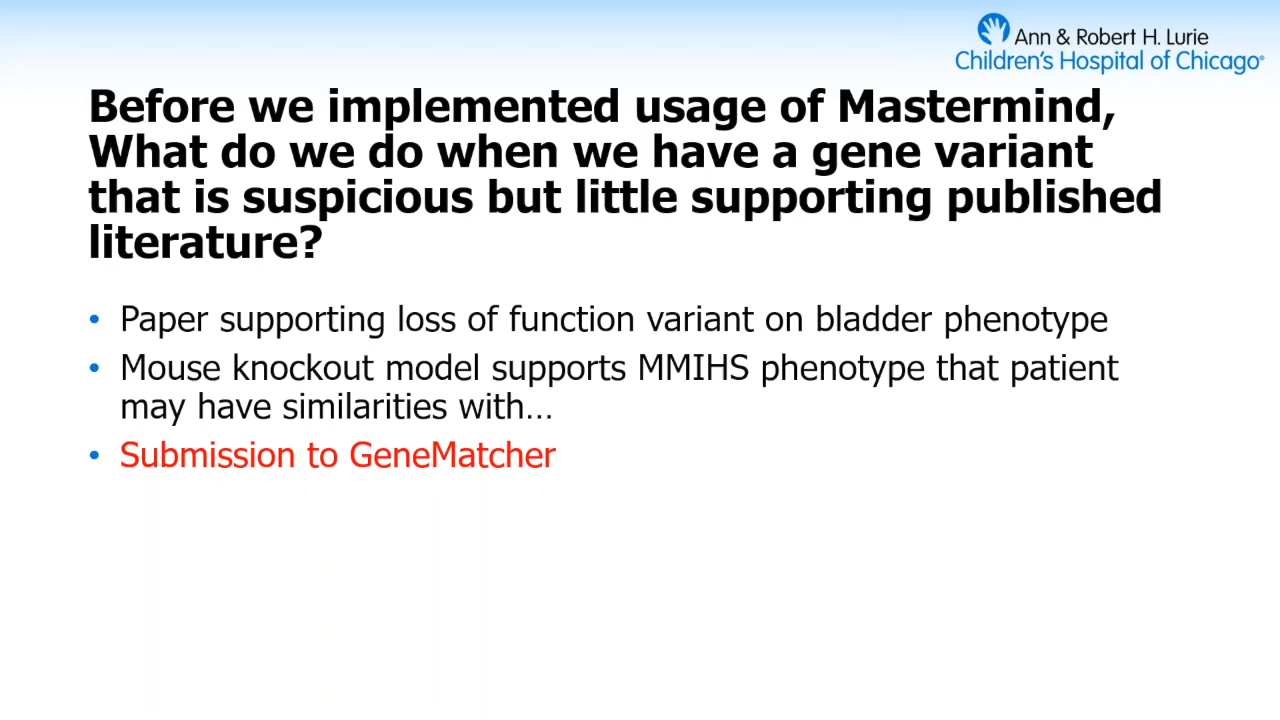 Ann & Robert H. Lurie
Children's Hospital of Chicago®
Before we implemented usage of Mastermind,
What do we do when we have a gene variant
that is suspicious but little supporting published
literature?
• Paper supporting loss of function variant on bladder phenotype
• Mouse knockout model supports MMIHS phenotype that patient
may have similarities with…
• Submission to GeneMatcher